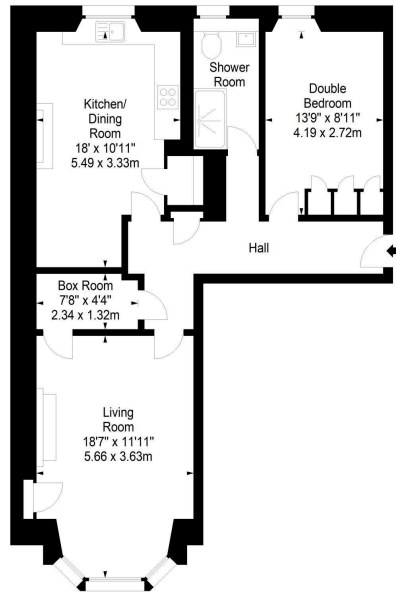 Kitchen/
Dining
Room
18' x 10'11"
5.49 x 3.33m
Shower
Room
Double
Bedroom
13'9" x 8'11"
4.19 x 2.72m
Hall
Box Room
7'8" x 4'4"
2.34 x 1.32m
Living
Room
18'7" x 11'11"
5.66 x 3.63m